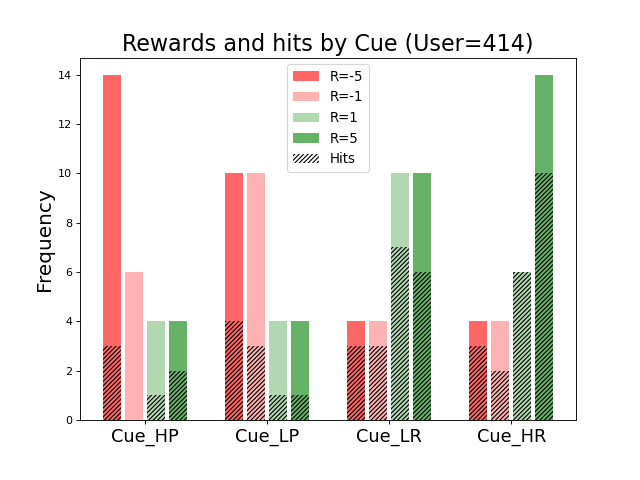 Rewards and hits by Cue (User=414)
R=-5
R=-1
R=1
R=5
Hits
Frequency
14
12
10
8
6
4
2
0
Cue_HP
Cue_LP
Cue_LR
Cue_HR